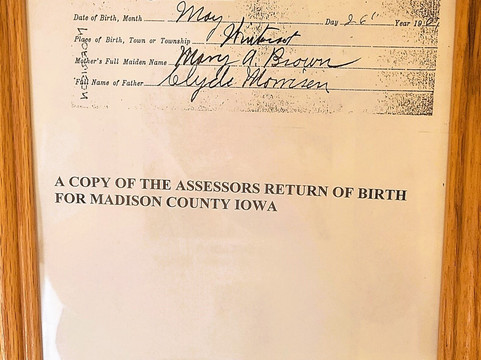 Date of Birth, Month May Day 26 Year 190
Place of Birth, Town or Township Winterset
Mother's Full Maiden Name Mary A. Brown
Full Name of Father Clyde Morrison
A COPY OF THE ASSESSORS RETURN OF BIRTH
FOR MADISON COUNTY IOWA